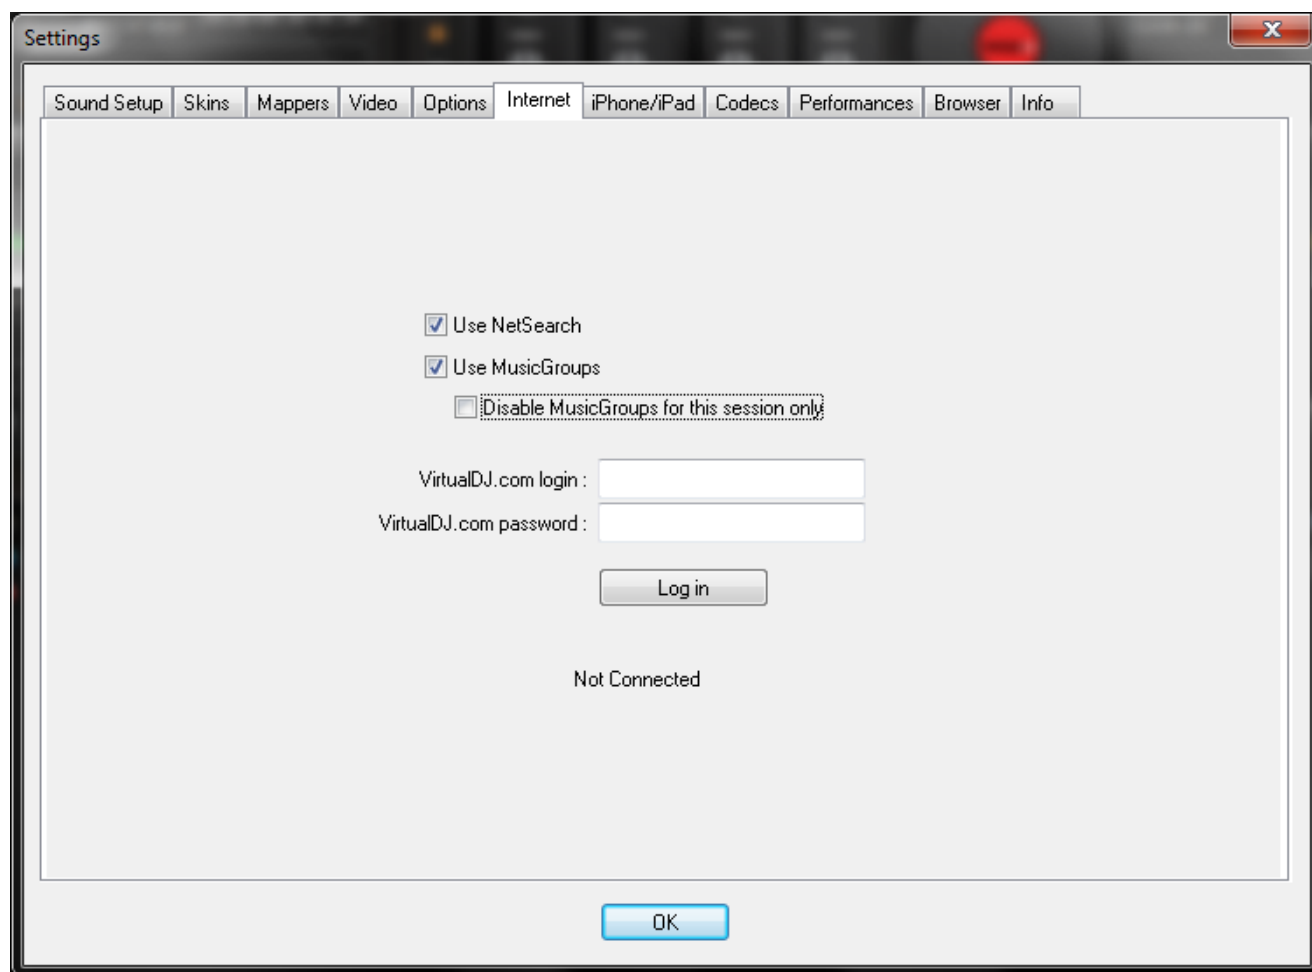 Settings
Sound Setup Skins Mappers Video Options Internet iPhone/iPad Codecs Performances Browser Info
Use NetSearch
Use MusicGroups
Disable MusicGroups for this session only
VirtualDJ.com login :
VirtualDJ.com password :
Log in
Not Connected
OK